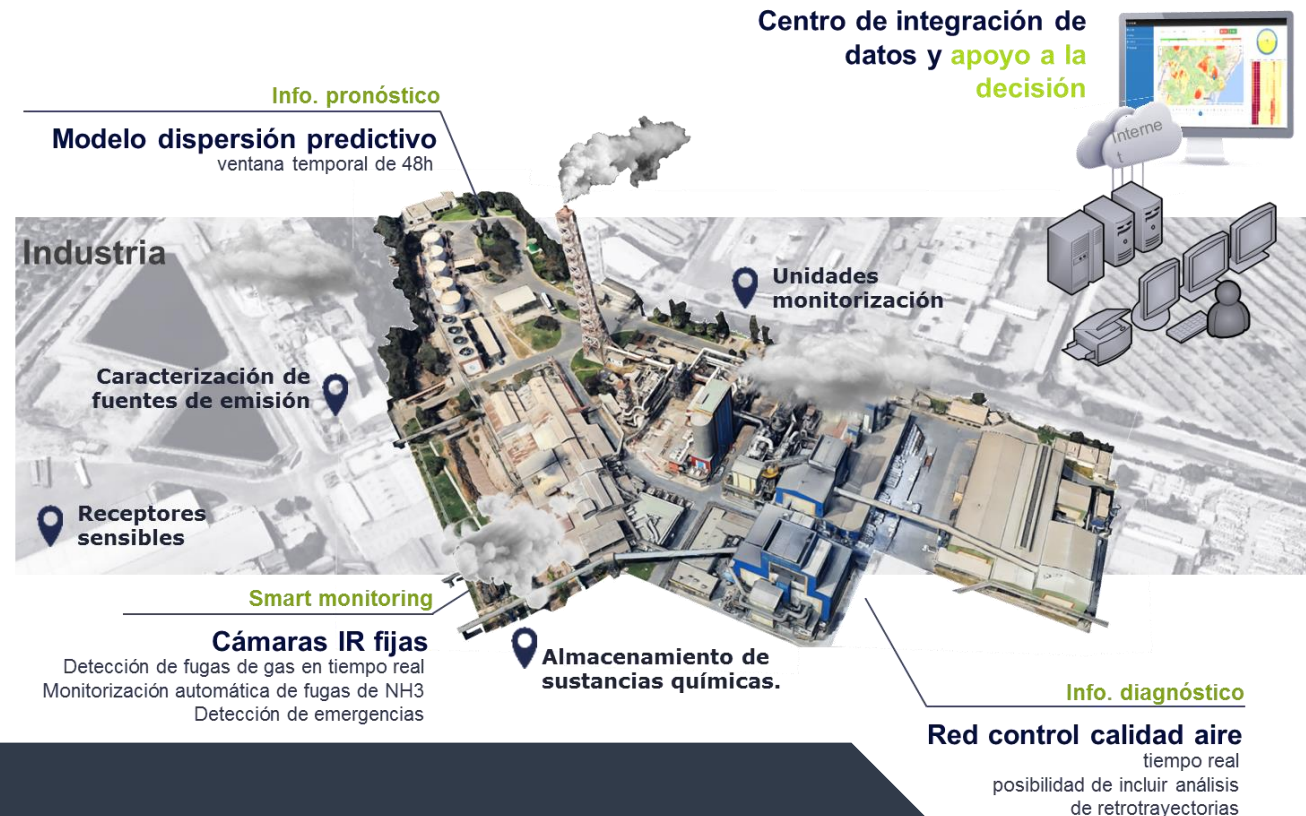 Centro de integración de
datos y apoyo a la
decisión
Interne
t
Info. pronóstico
Modelo dispersión predictivo
ventana temporal de 48h
Industria
Unidades
monitorización
Caracterización de
fuentes de emisión
Receptores
sensibles
Smart monitoring
Cámaras IR fijas
Detección de fugas de gas en tiempo real
Monitorización automática de fugas de NH3
Detección de emergencias
Almacenamiento de
sustancias químicas.
Info. diagnóstico
Red control calidad aire
tiempo real
posibilidad de incluir análisis
de retrotrayectorias